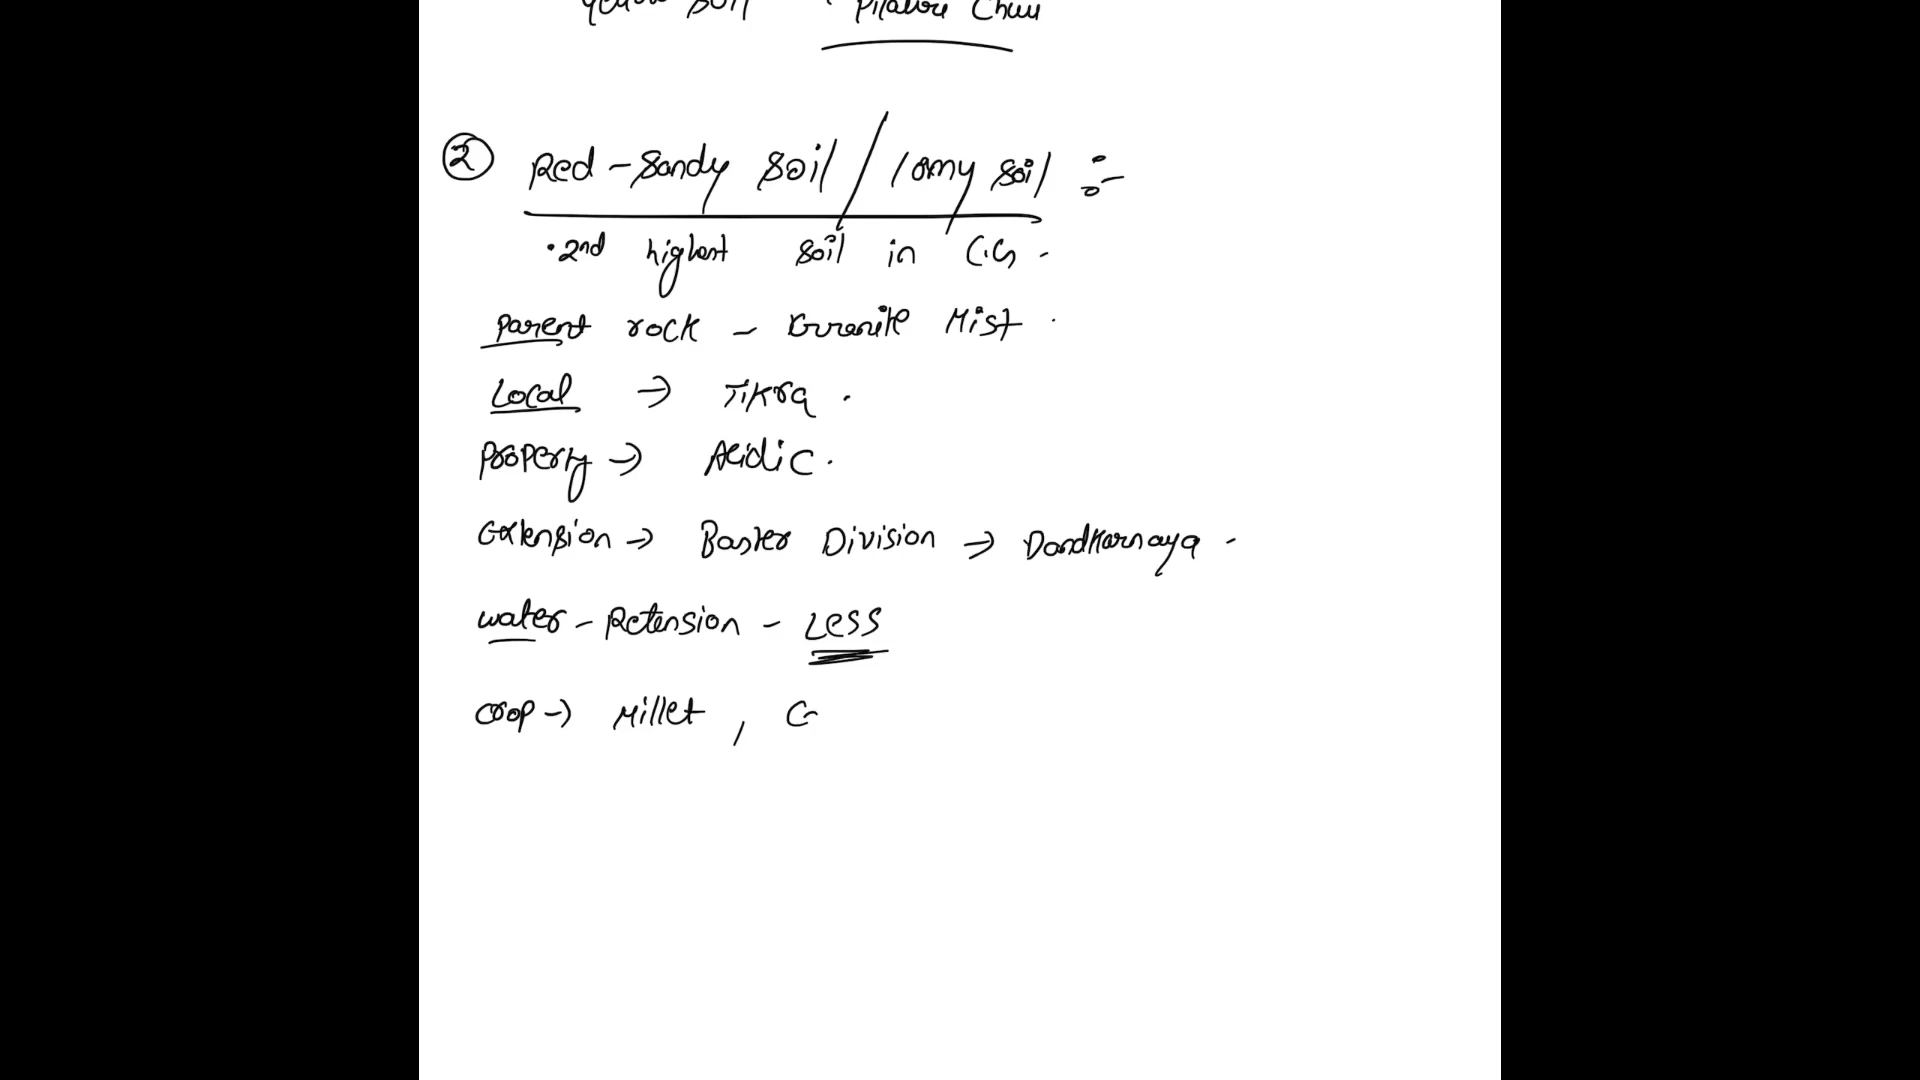 ② Red - Sandy Soil / lomy soil :-
. 2nd highest soil in C.G .
Parent rock - Granite Mist .
Local → Tikra .
Property → Acidic .
Extension → Baster Division → Dandkarnaya .
water - Retension - Less
crop → Millet ,